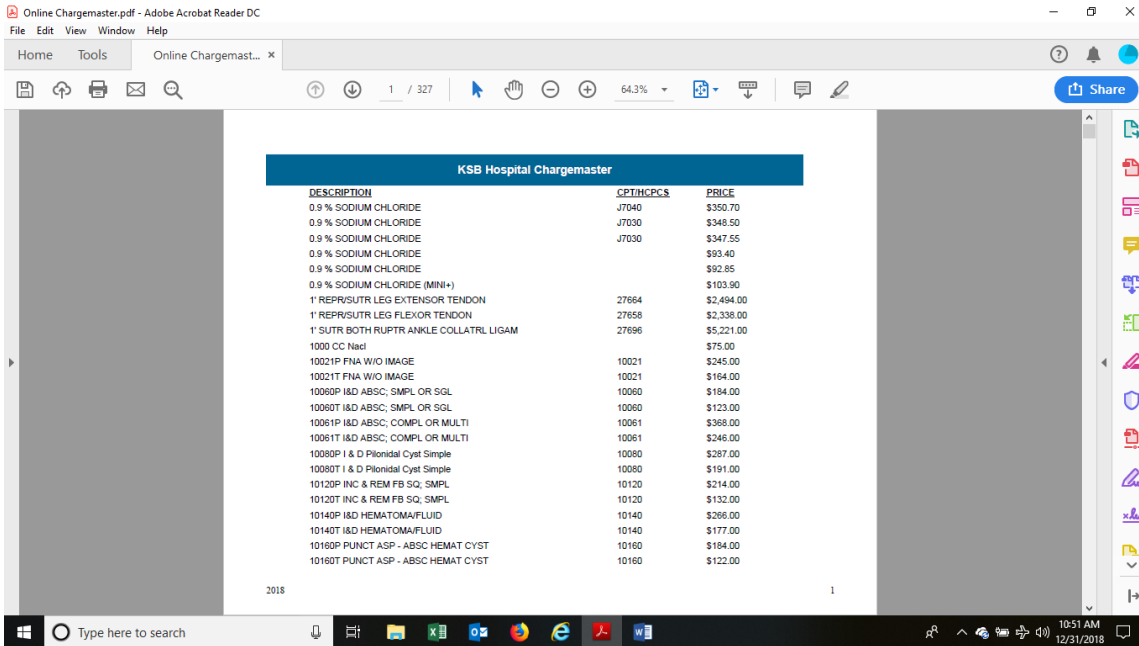 Online Chargemaster.pdf - Adobe Acrobat Reader DC
File Edit View Window Help
Home Tools Online Chargemast... ×
1 / 327 64.3% Share
KSB Hospital Chargemaster
DESCRIPTION CPT/HCPCS PRICE
0.9 % SODIUM CHLORIDE J7040 $350.70
0.9 % SODIUM CHLORIDE J7030 $348.50
0.9 % SODIUM CHLORIDE J7030 $347.55
0.9 % SODIUM CHLORIDE $93.40
0.9 % SODIUM CHLORIDE $92.85
0.9 % SODIUM CHLORIDE (MINI+) $103.90
1' REPR/SUTR LEG EXTENSOR TENDON 27664 $2,494.00
1' REPR/SUTR LEG FLEXOR TENDON 27658 $2,338.00
1' SUTR BOTH RUPTR ANKLE COLLATRL LIGAM 27696 $5,221.00
1000 CC Nacl $75.00
10021P FNA W/O IMAGE 10021 $245.00
10021T FNA W/O IMAGE 10021 $164.00
10060P I&D ABSC; SMPL OR SGL 10060 $184.00
10060T I&D ABSC; SMPL OR SGL 10060 $123.00
10061P I&D ABSC; COMPL OR MULTI 10061 $368.00
10061T I&D ABSC; COMPL OR MULTI 10061 $246.00
10080P I & D Pilonidal Cyst Simple 10080 $287.00
10080T I & D Pilonidal Cyst Simple 10080 $191.00
10120P INC & REM FB SQ; SMPL 10120 $214.00
10120T INC & REM FB SQ; SMPL 10120 $132.00
10140P I&D HEMATOMA/FLUID 10140 $266.00
10140T I&D HEMATOMA/FLUID 10140 $177.00
10160P PUNCT ASP - ABSC HEMAT CYST 10160 $184.00
10160T PUNCT ASP - ABSC HEMAT CYST 10160 $122.00
2018 1
Type here to search
10:51 AM
12/31/2018